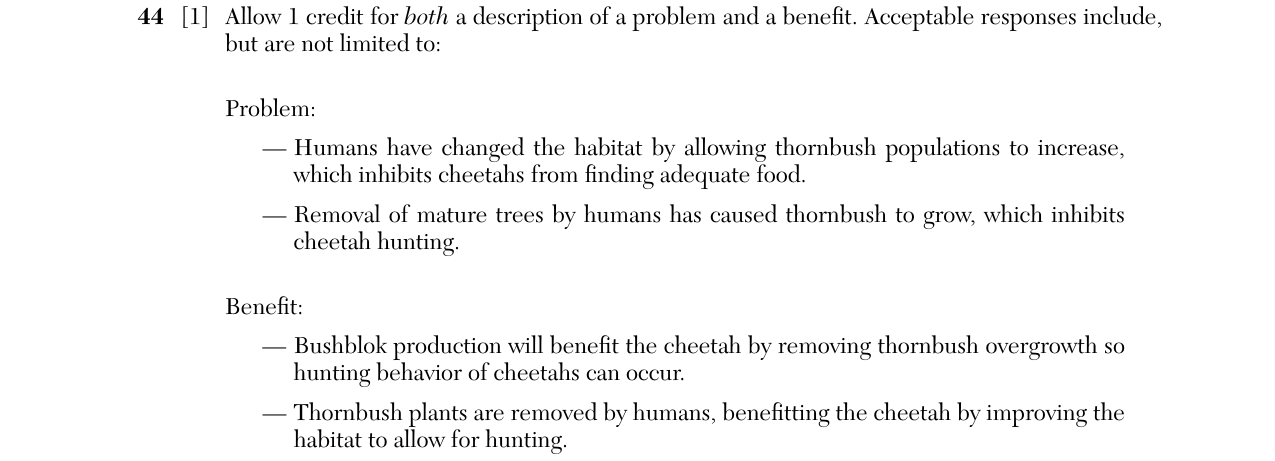 44 [1] Allow 1 credit for both a description of a problem and a benefit. Acceptable responses include,
but are not limited to:
Problem:
— Humans have changed the habitat by allowing thornbush populations to increase,
which inhibits cheetahs from finding adequate food.
— Removal of mature trees by humans has caused thornbush to grow, which inhibits
cheetah hunting.
Benefit:
— Bushblok production will benefit the cheetah by removing thornbush overgrowth so
hunting behavior of cheetahs can occur.
— Thornbush plants are removed by humans, benefitting the cheetah by improving the
habitat to allow for hunting.